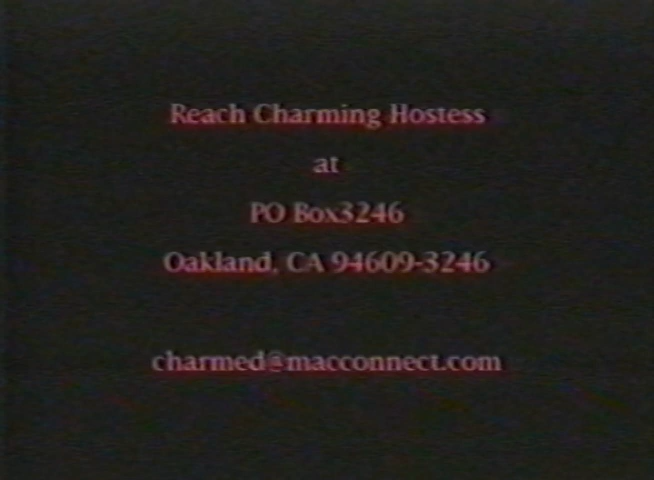 Reach Charming Hostess
at
PO Box3246
Oakland, CA 94609-3246
charmed@macconnect.com